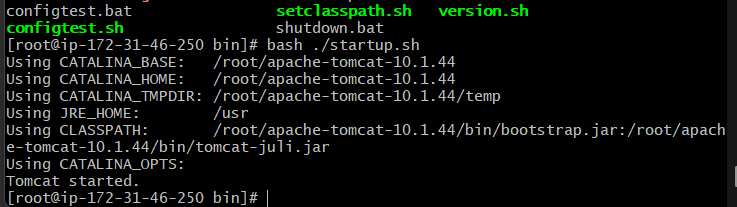 configtest.bat setclasspath.sh version.sh
configtest.sh shutdown.bat
[root@ip-172-31-46-250 bin]# bash ./startup.sh
Using CATALINA_BASE: /root/apache-tomcat-10.1.44
Using CATALINA_HOME: /root/apache-tomcat-10.1.44
Using CATALINA_TMPDIR: /root/apache-tomcat-10.1.44/temp
Using JRE_HOME: /usr
Using CLASSPATH: /root/apache-tomcat-10.1.44/bin/bootstrap.jar:/root/apach
e-tomcat-10.1.44/bin/tomcat-juli.jar
Using CATALINA_OPTS:
Tomcat started.
[root@ip-172-31-46-250 bin]#